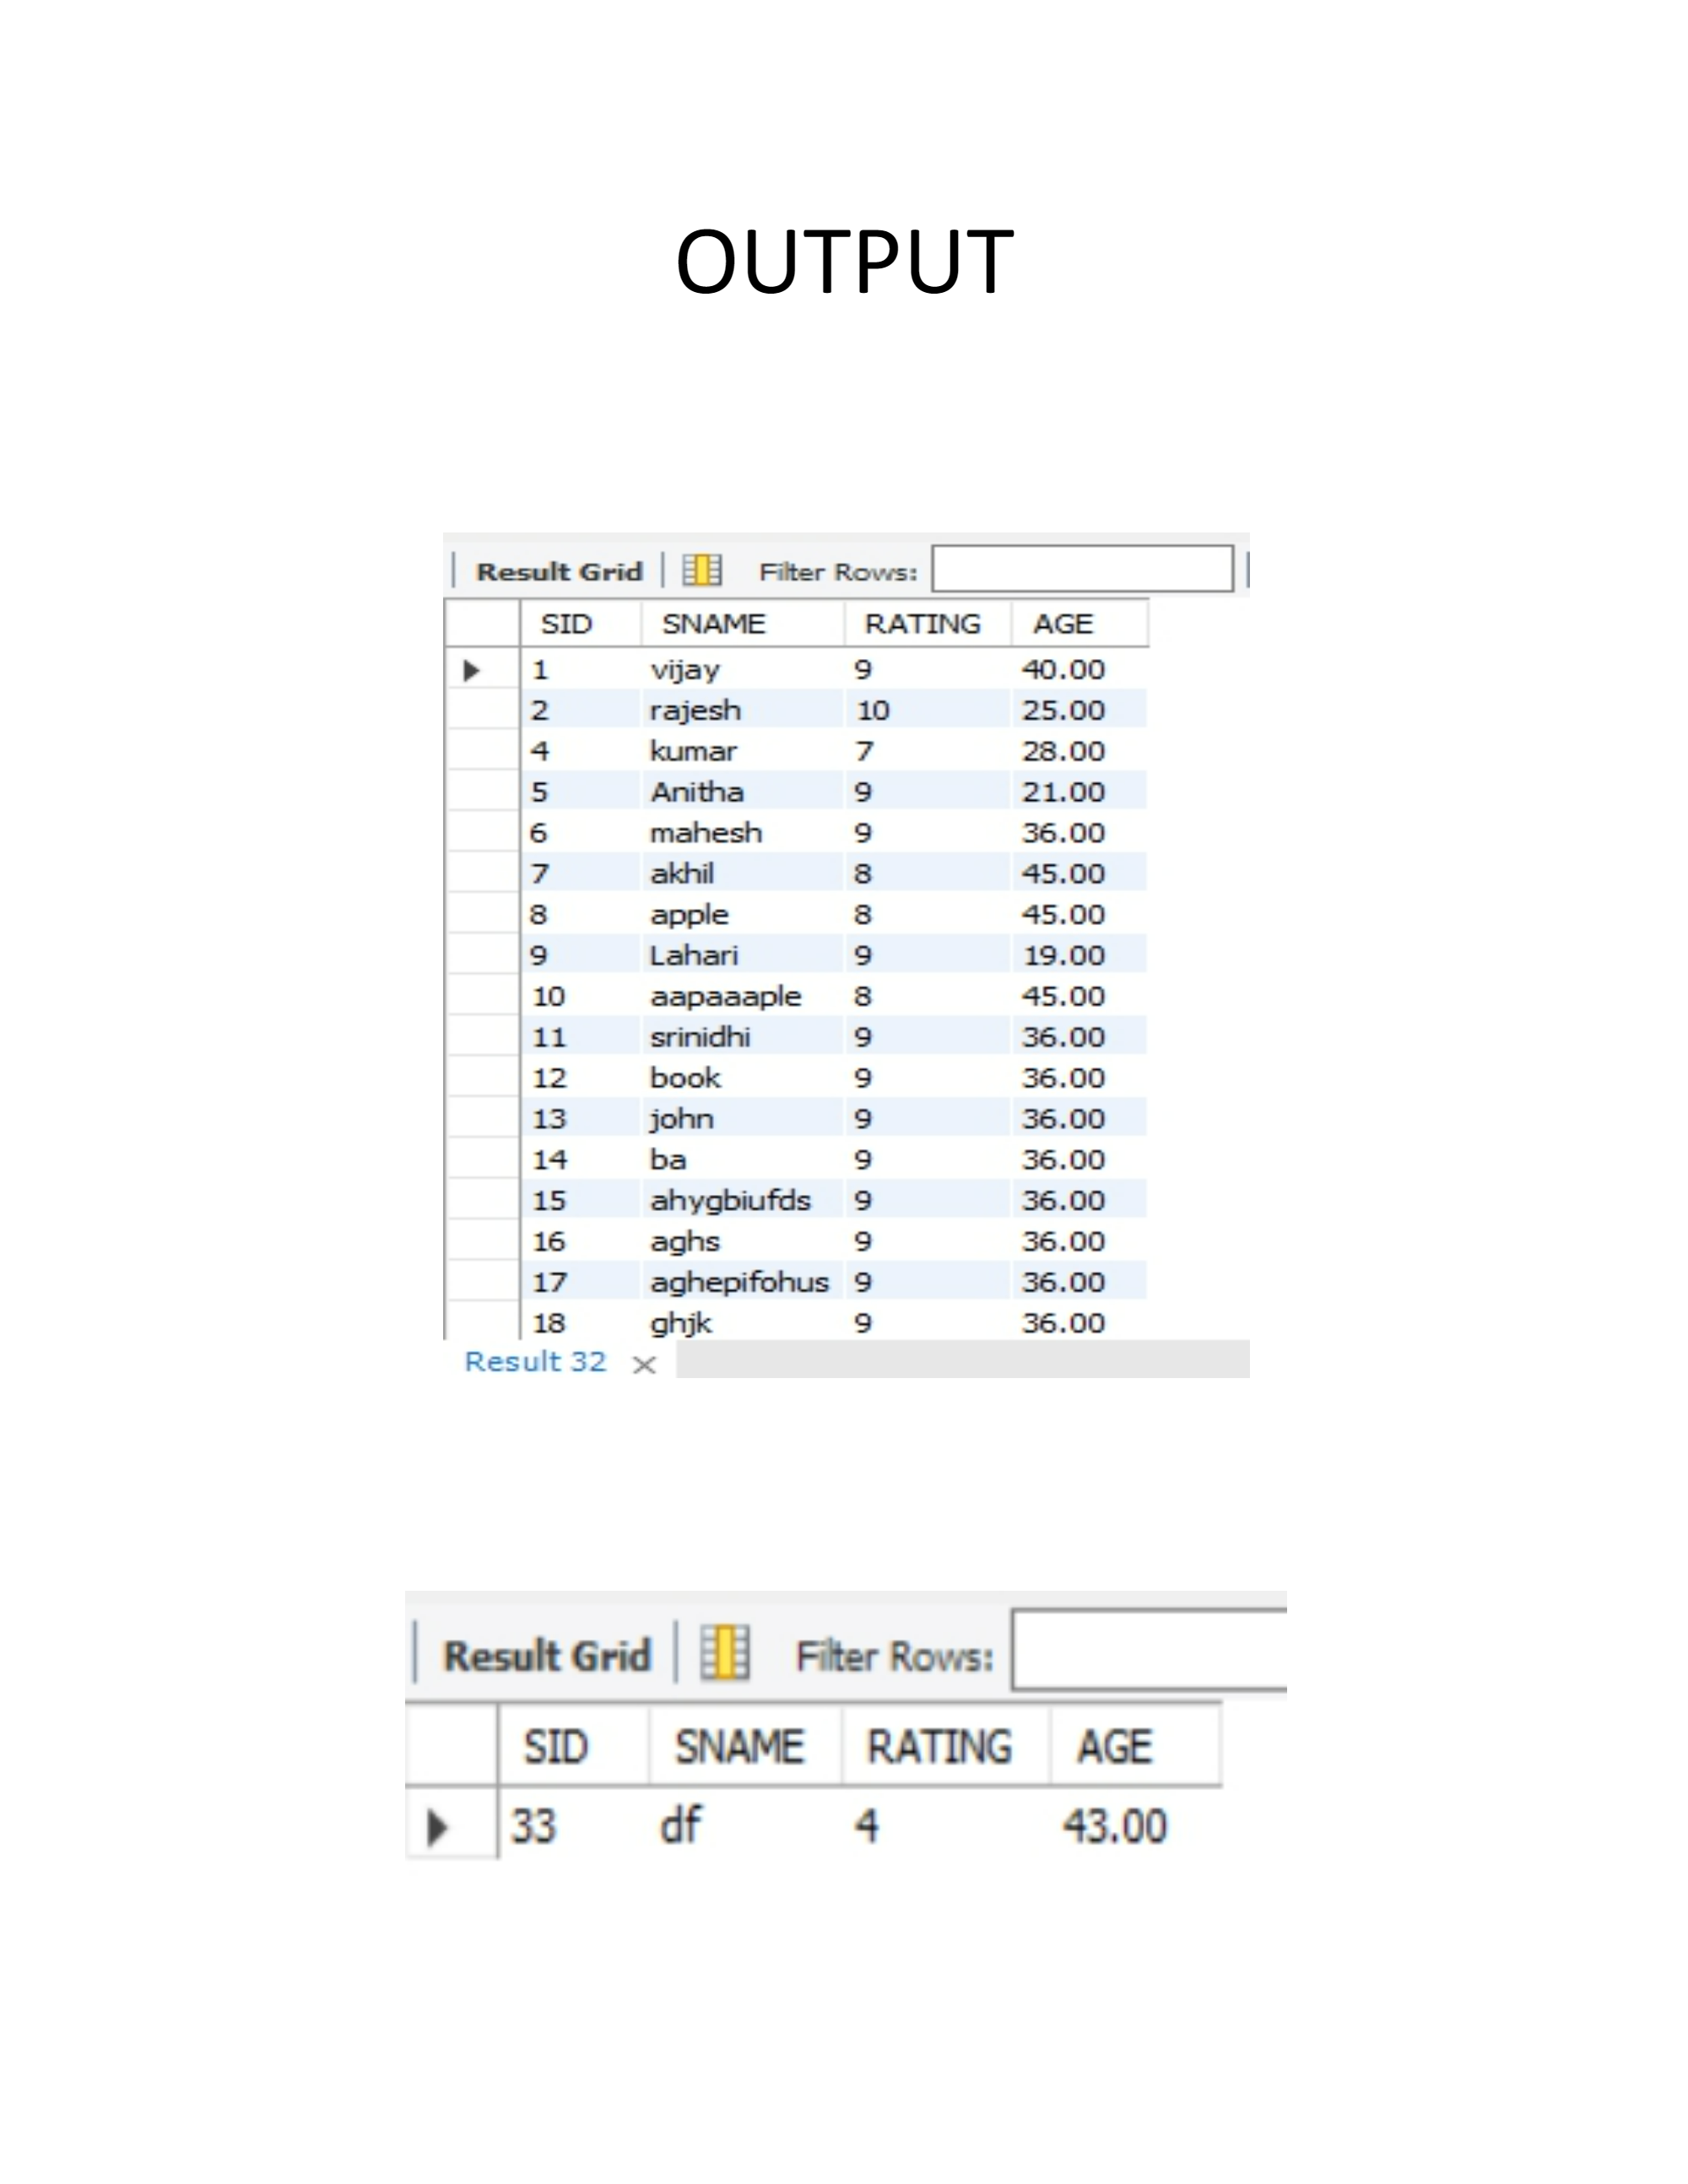 OUTPUT
Result Grid Filter Rows:
SID SNAME RATING AGE
1 vijay 9 40.00
2 rajesh 10 25.00
4 kumar 7 28.00
5 Anitha 9 21.00
6 mahesh 9 36.00
7 akhil 8 45.00
8 apple 8 45.00
9 Lahari 9 19.00
10 aapaaaple 8 45.00
11 srinidhi 9 36.00
12 book 9 36.00
13 john 9 36.00
14 ba 9 36.00
15 ahygbiufds 9 36.00
16 aghs 9 36.00
17 aghepifohus 9 36.00
18 ghjk 9 36.00
Result 32 ×
Result Grid Filter Rows:
SID SNAME RATING AGE
33 df 4 43.00